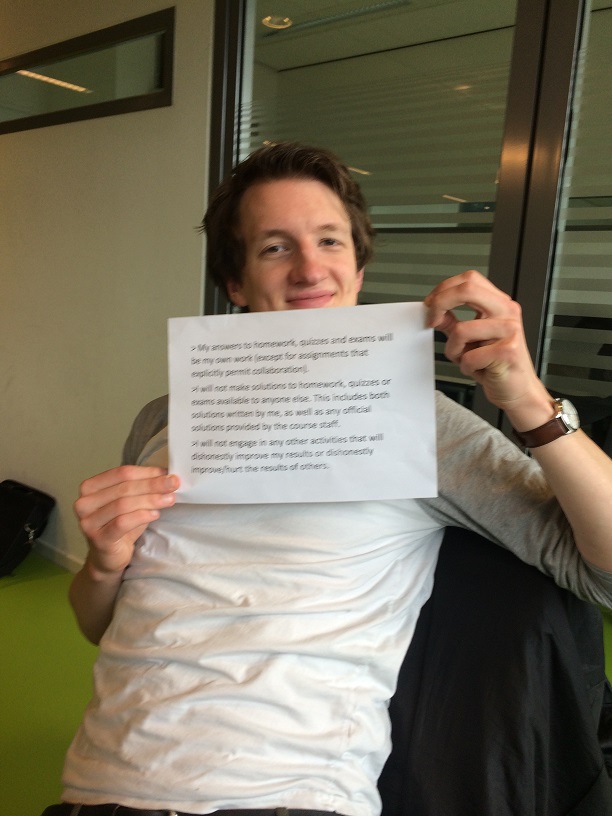 > My answers to homework, quizzes and exams will
be my own work (except for assignments that
explicitly permit collaboration).
>I will not make solutions to homework, quizzes or
exams available to anyone else. This includes both
solutions written by me, as well as any official
solutions provided by the course staff.
>I will not engage in any other activities that will
dishonestly improve my results or dishonestly
improve/hurt the results of others.